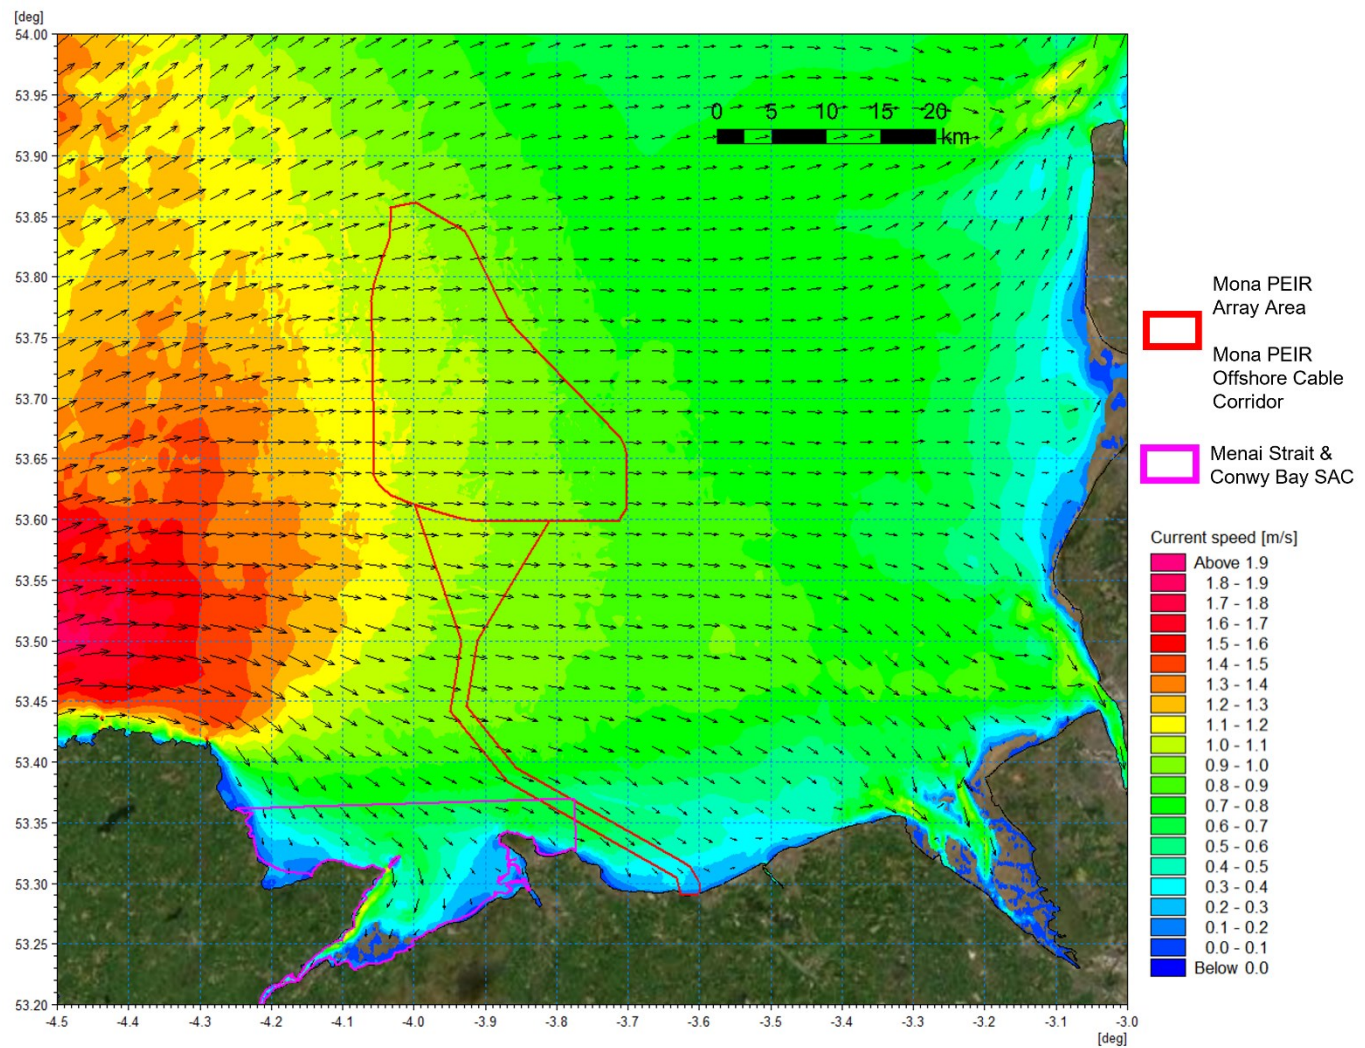 [deg]
54.00
53.95
53.90
53.85
53.80
53.75
53.70
53.65
53.60
53.55
53.50
53.45
53.40
53.35
53.30
53.25
53.20
-4.5 -4.4 -4.3 -4.2 -4.1 -4.0 -3.9 -3.8 -3.7 -3.6 -3.5 -3.4 -3.3 -3.2 -3.1 -3.0
[deg]
0 5 10 15 20
km
Mona PEIR
Array Area
Mona PEIR
Offshore Cable
Corridor
Menai Strait &
Conwy Bay SAC
Current speed [m/s]
Above 1.9
1.8 - 1.9
1.7 - 1.8
1.6 - 1.7
1.5 - 1.6
1.4 - 1.5
1.3 - 1.4
1.2 - 1.3
1.1 - 1.2
1.0 - 1.1
0.9 - 1.0
0.8 - 0.9
0.7 - 0.8
0.6 - 0.7
0.5 - 0.6
0.4 - 0.5
0.3 - 0.4
0.2 - 0.3
0.1 - 0.2
0.0 - 0.1
Below 0.0